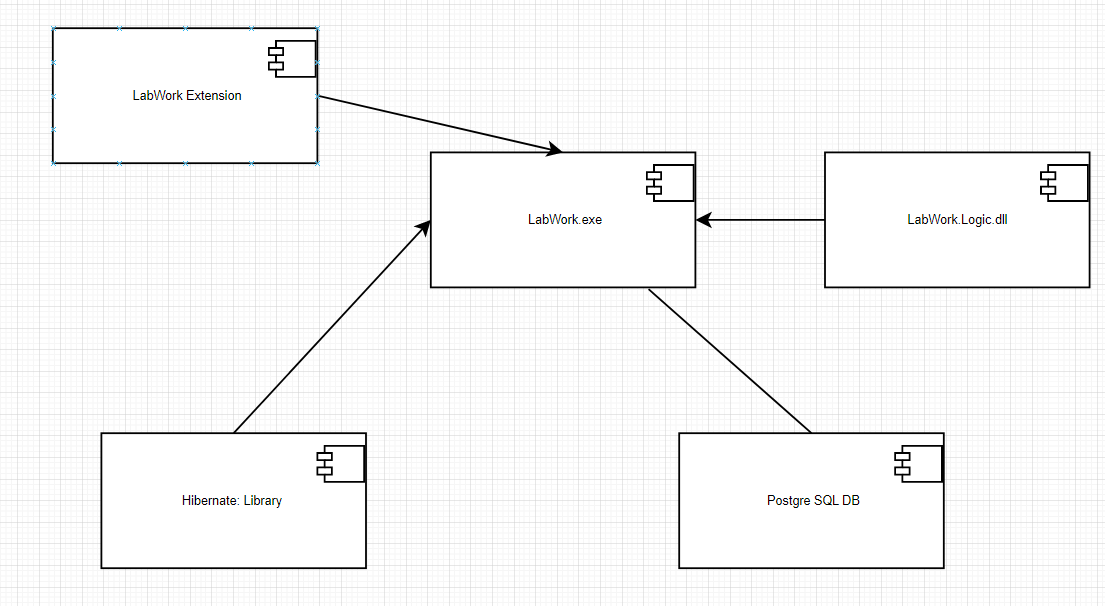 LabWork Extension
LabWork.exe
LabWork.Logic.dll
Hibernate: Library
Postgre SQL DB